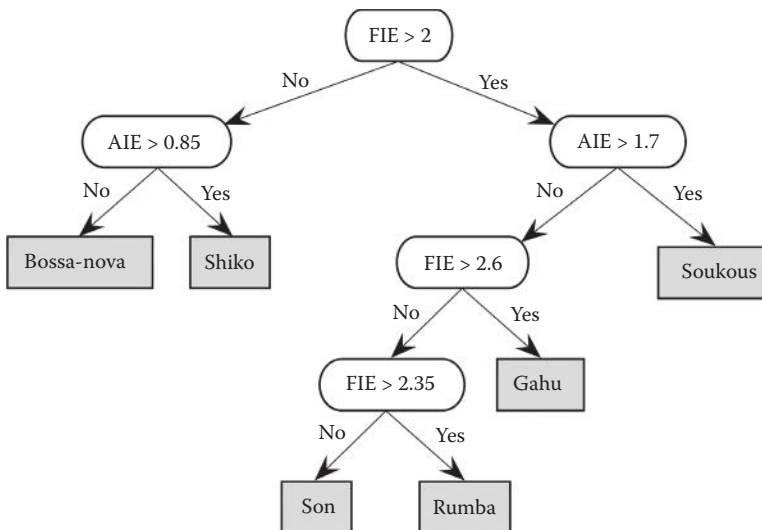 FIE > 2
No
Yes
AIE > 0.85
AIE > 1.7
No
Yes
No
Yes
Bossa-nova
Shiko
FIE > 2.6
Soukous
No
Yes
FIE > 2.35
Gahu
No
Yes
Son
Rumba